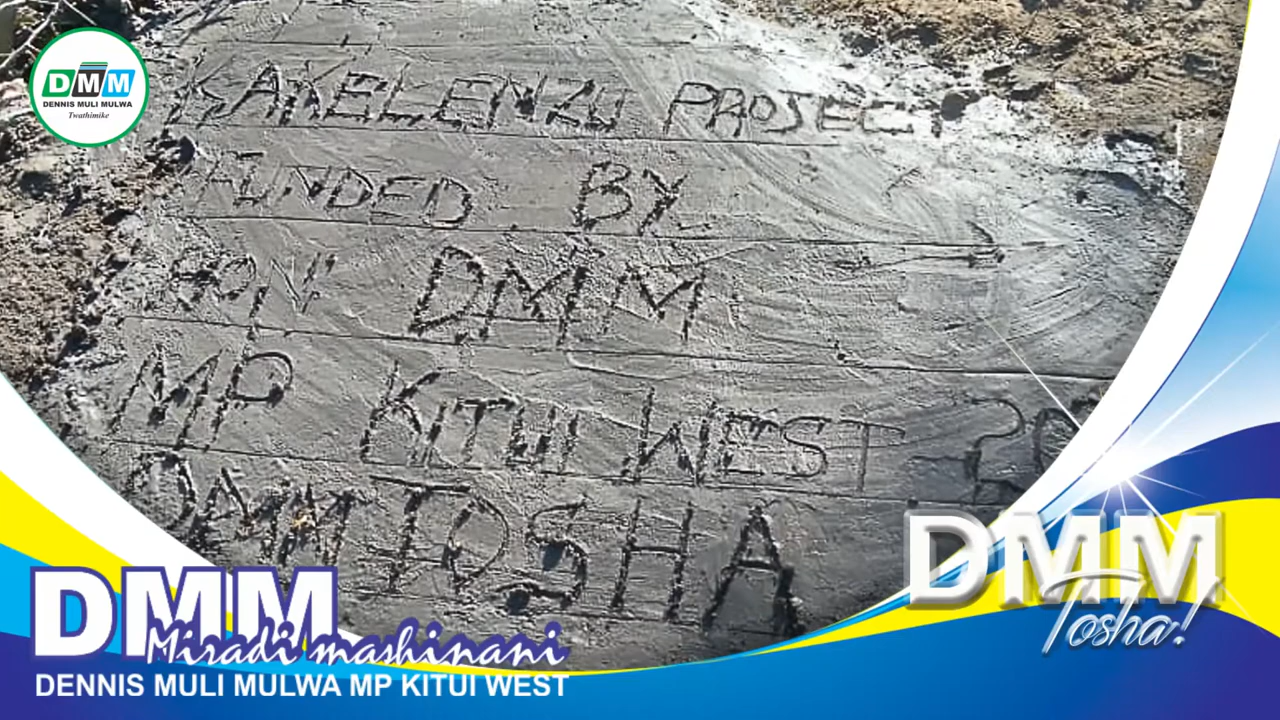 DMM
DENNIS MULI MULWA
Twathimike
KAKELENZU PROJECT
FUNDED BY
HON' DMM
MP KITUI WEST
DMM TOSHA
DMM
Miradi mashinani
DENNIS MULI MULWA MP KITUI WEST
DMM
Tosha!